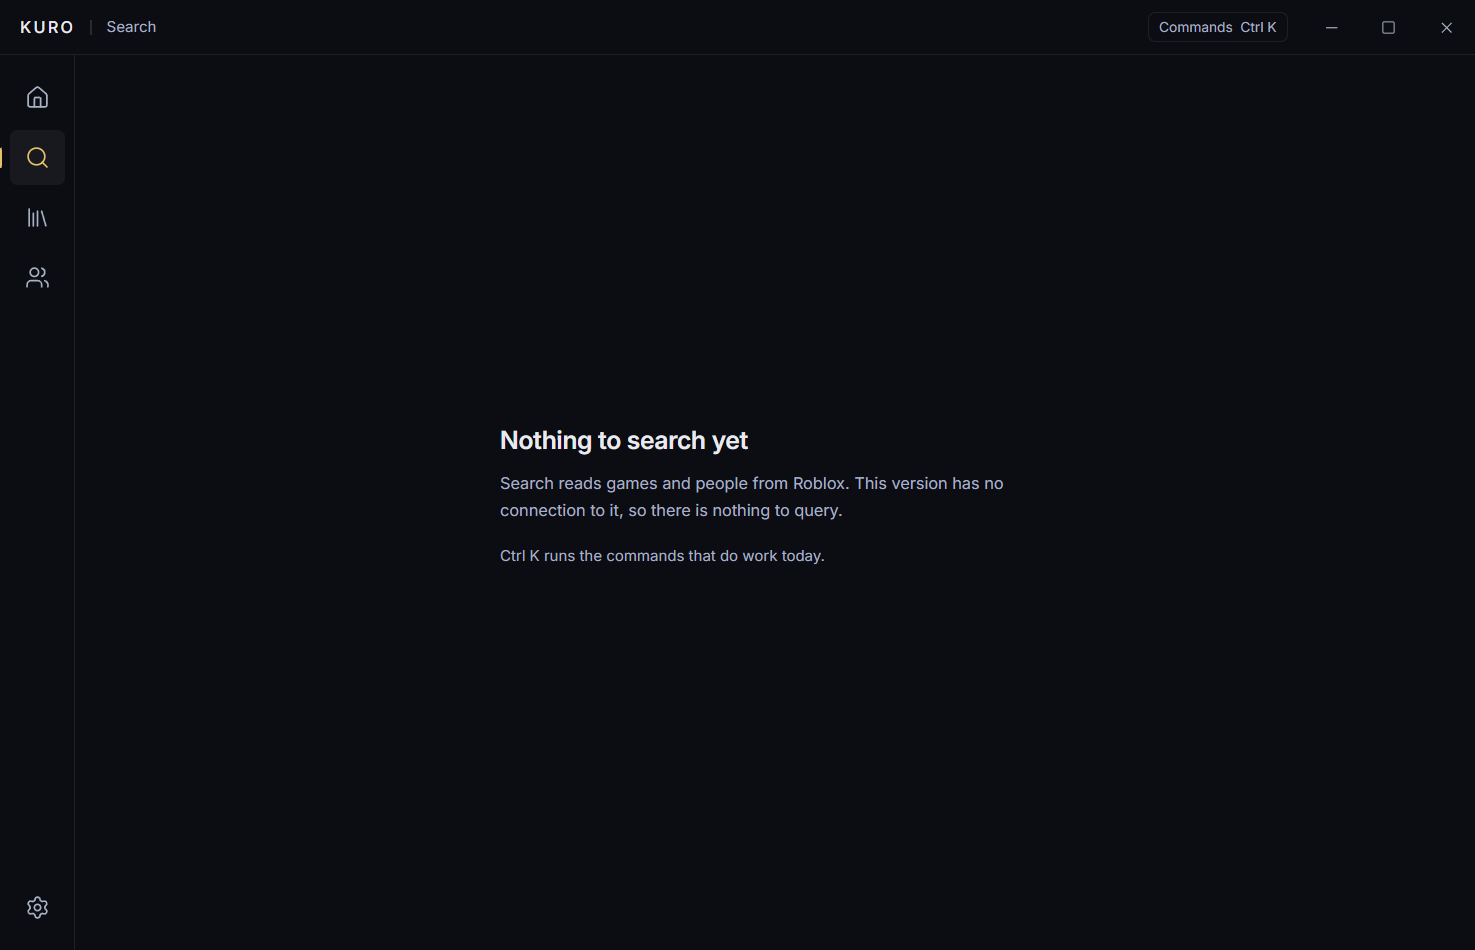 KURO | Search
Commands Ctrl K
Nothing to search yet
Search reads games and people from Roblox. This version has no
connection to it, so there is nothing to query.
Ctrl K runs the commands that do work today.